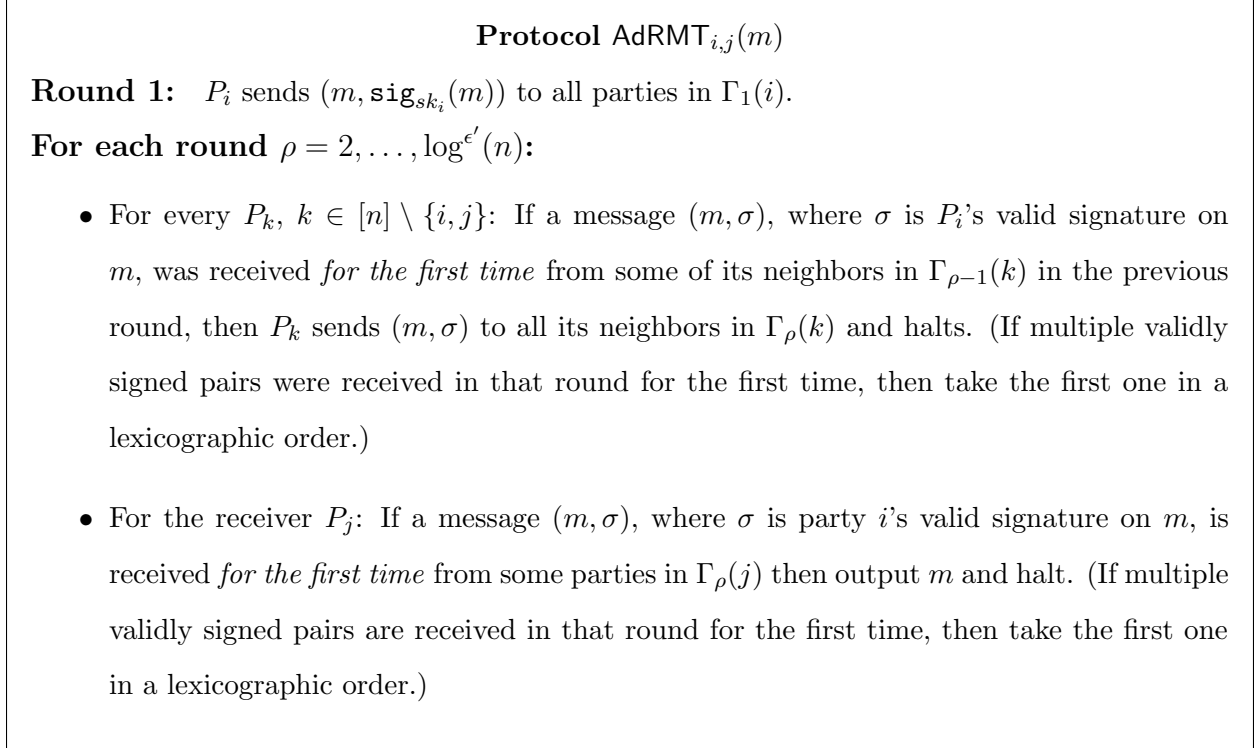 Protocol AdRMT_{i,j}(m)
Round 1: P_i sends (m, sig_{sk_i}(m)) to all parties in Γ_1(i).
For each round ρ = 2, . . . , log^{ϵ′}(n):
• For every P_k, k ∈ [n] \ {i, j}: If a message (m, σ), where σ is P_i's valid signature on
m, was received for the first time from some of its neighbors in Γ_{ρ−1}(k) in the previous
round, then P_k sends (m, σ) to all its neighbors in Γ_ρ(k) and halts. (If multiple validly
signed pairs were received in that round for the first time, then take the first one in a
lexicographic order.)
• For the receiver P_j: If a message (m, σ), where σ is party i's valid signature on m, is
received for the first time from some parties in Γ_ρ(j) then output m and halt. (If multiple
validly signed pairs are received in that round for the first time, then take the first one
in a lexicographic order.)